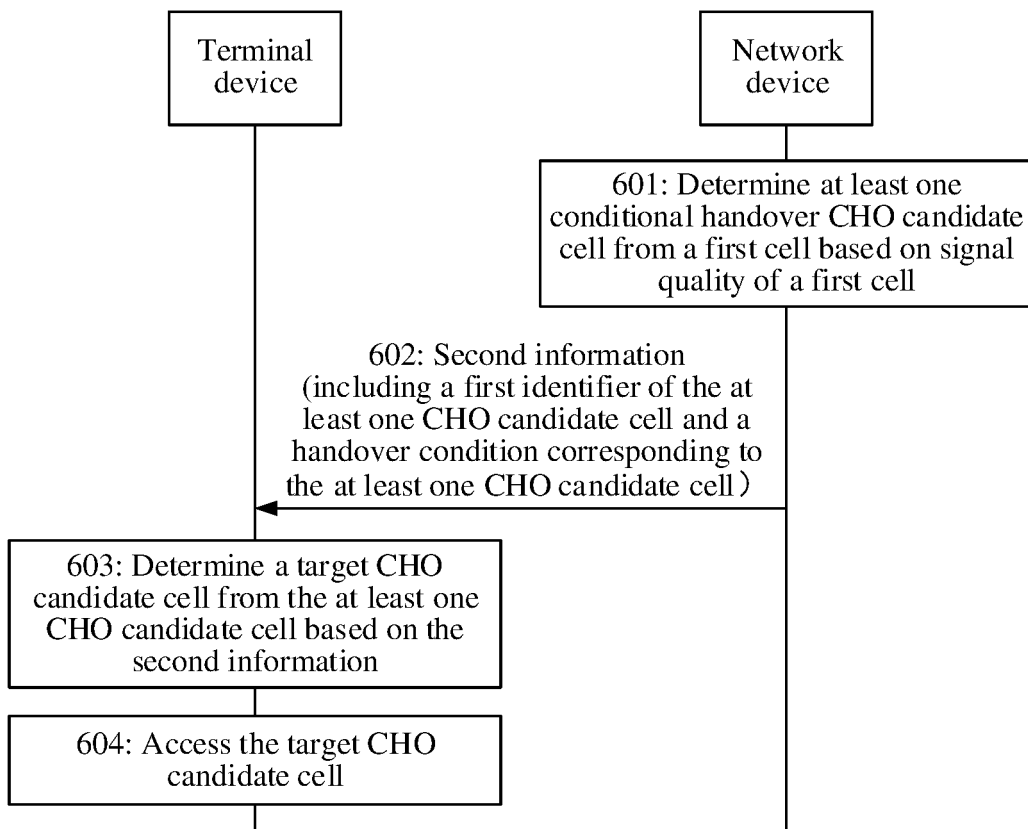 Terminal
device
Network
device
601: Determine at least one
conditional handover CHO candidate
cell from a first cell based on signal
quality of a first cell
602: Second information
(including a first identifier of the at
least one CHO candidate cell and a
handover condition corresponding to
the at least one CHO candidate cell)
603: Determine a target CHO
candidate cell from the at least one
CHO candidate cell based on the
second information
604: Access the target CHO
candidate cell